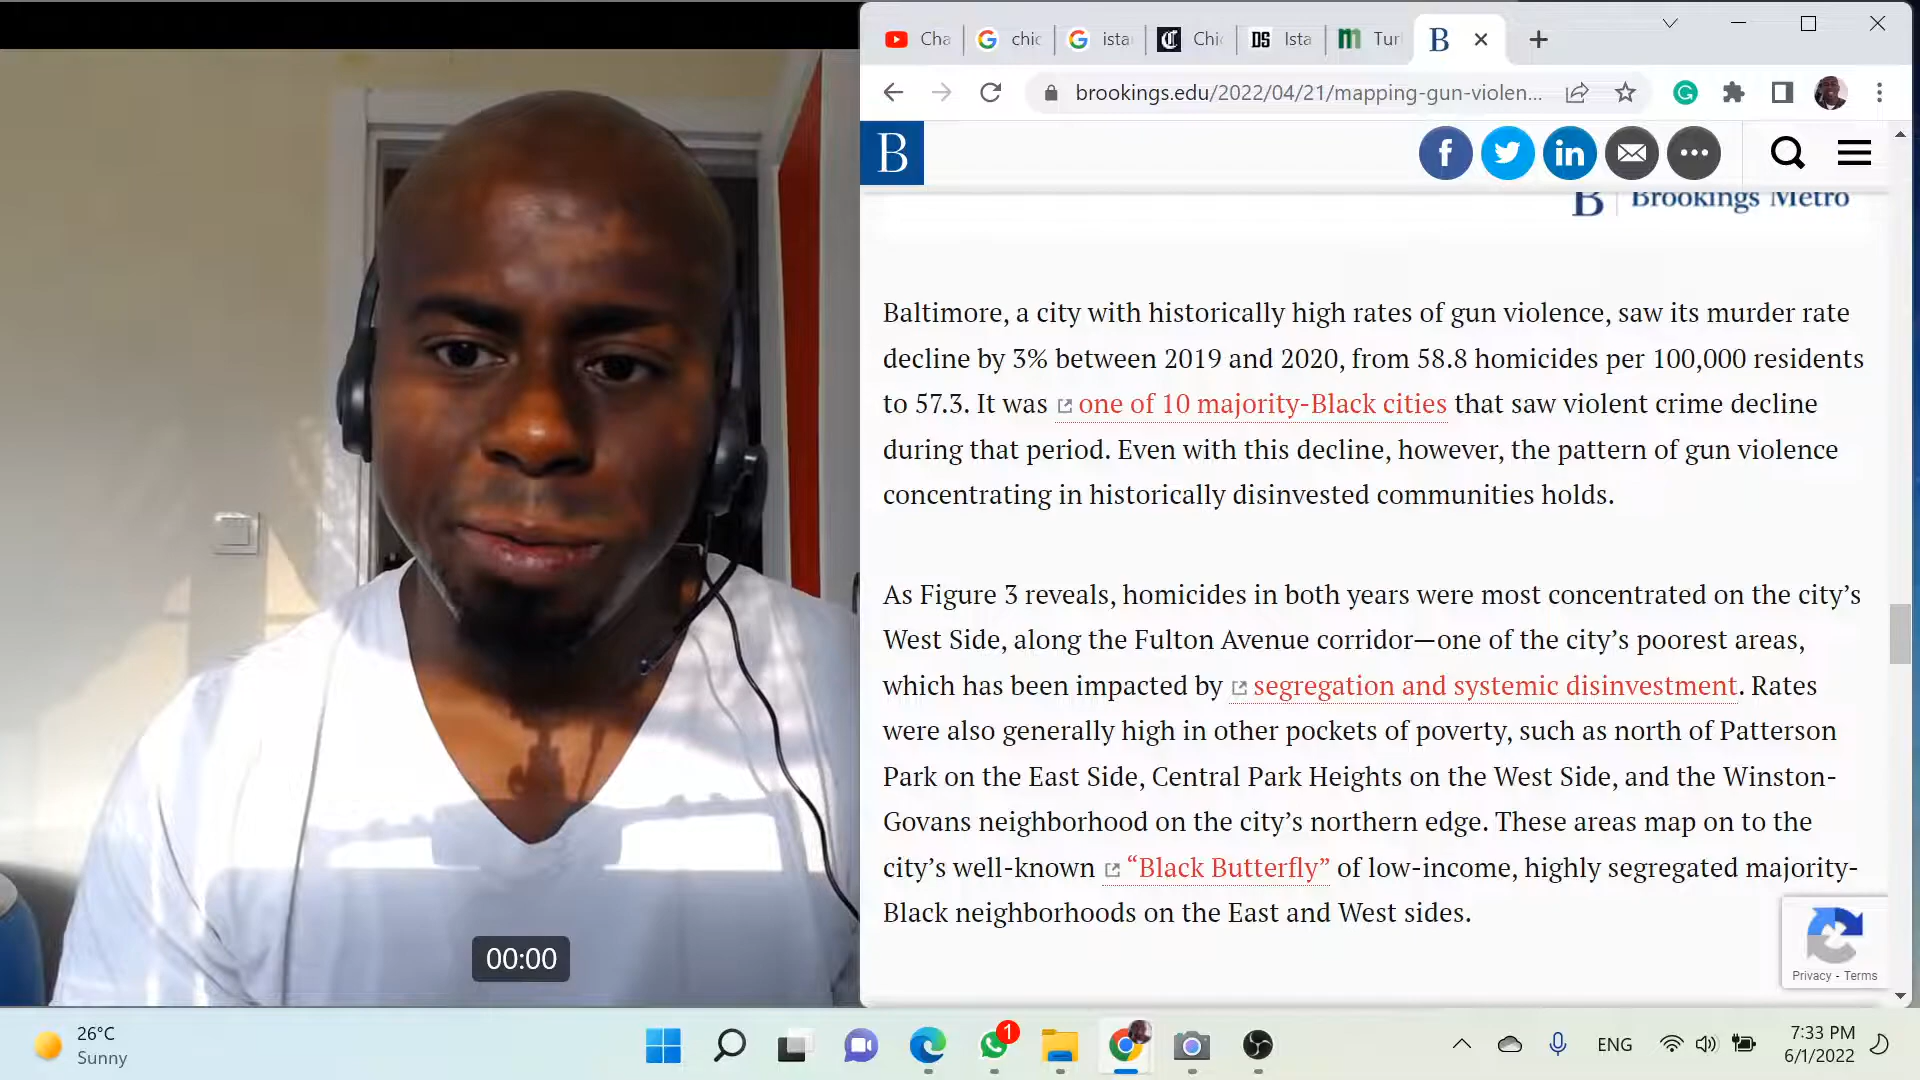 Cha
chic
ista
Chi
DS
Ista
m
Tur
B
brookings.edu/2022/04/21/mapping-gun-violen...
B
f
in
B | Brookings Metro
Baltimore, a city with historically high rates of gun violence, saw its murder rate
decline by 3% between 2019 and 2020, from 58.8 homicides per 100,000 residents
to 57.3. It was one of 10 majority-Black cities that saw violent crime decline
during that period. Even with this decline, however, the pattern of gun violence
concentrating in historically disinvested communities holds.
As Figure 3 reveals, homicides in both years were most concentrated on the city’s
West Side, along the Fulton Avenue corridor—one of the city’s poorest areas,
which has been impacted by segregation and systemic disinvestment. Rates
were also generally high in other pockets of poverty, such as north of Patterson
Park on the East Side, Central Park Heights on the West Side, and the Winston-
Govans neighborhood on the city’s northern edge. These areas map on to the
city’s well-known “Black Butterfly” of low-income, highly segregated majority-
Black neighborhoods on the East and West sides.
Privacy - Terms
00:00
26°C
Sunny
1
ENG
7:33 PM
6/1/2022